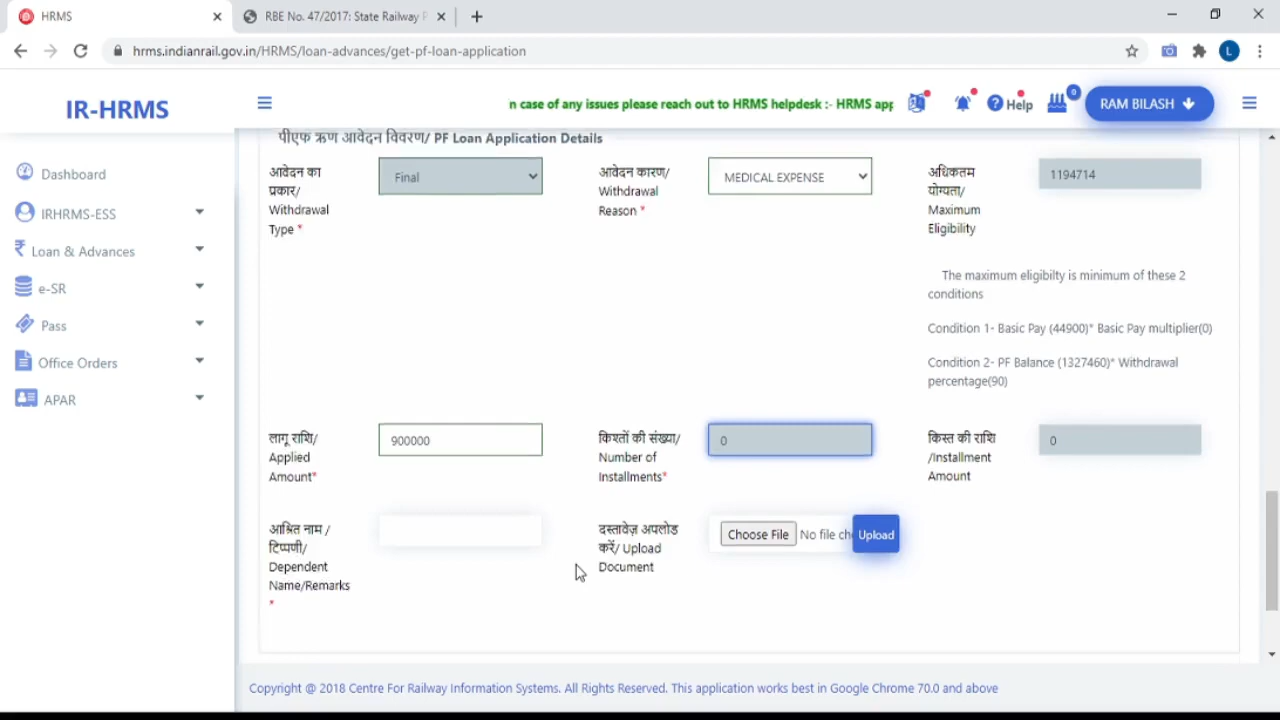 HRMS
RBE No. 47/2017: State Railway P
hrms.indianrail.gov.in/HRMS/loan-advances/get-pf-loan-application
L
IR-HRMS
n case of any issues please reach out to HRMS helpdesk :- HRMS app
Help
0
RAM BILASH
Dashboard
IRHRMS-ESS
Loan & Advances
e-SR
Pass
Office Orders
APAR
पीएफ ऋण आवेदन विवरण/ PF Loan Application Details
आवेदन का
प्रकार/
Withdrawal
Type *
Final
आवेदन कारण/
Withdrawal
Reason *
MEDICAL EXPENSE
अधिकतम
योग्यता/
Maximum
Eligibility
1194714
The maximum eligibilty is minimum of these 2
conditions
Condition 1- Basic Pay (44900)* Basic Pay multiplier(0)
Condition 2- PF Balance (1327460)* Withdrawal
percentage(90)
लागू राशि/
Applied
Amount*
900000
किश्तों की संख्या/
Number of
Installments*
0
किस्त की राशि
/Installment
Amount
0
आश्रित नाम /
टिप्पणी/
Dependent
Name/Remarks
*
दस्तावेज़ अपलोड
करें/ Upload
Document
Choose File No file ch
Upload
Copyright @ 2018 Centre For Railway Information Systems. All Rights Reserved. This application works best in Google Chrome 70.0 and above